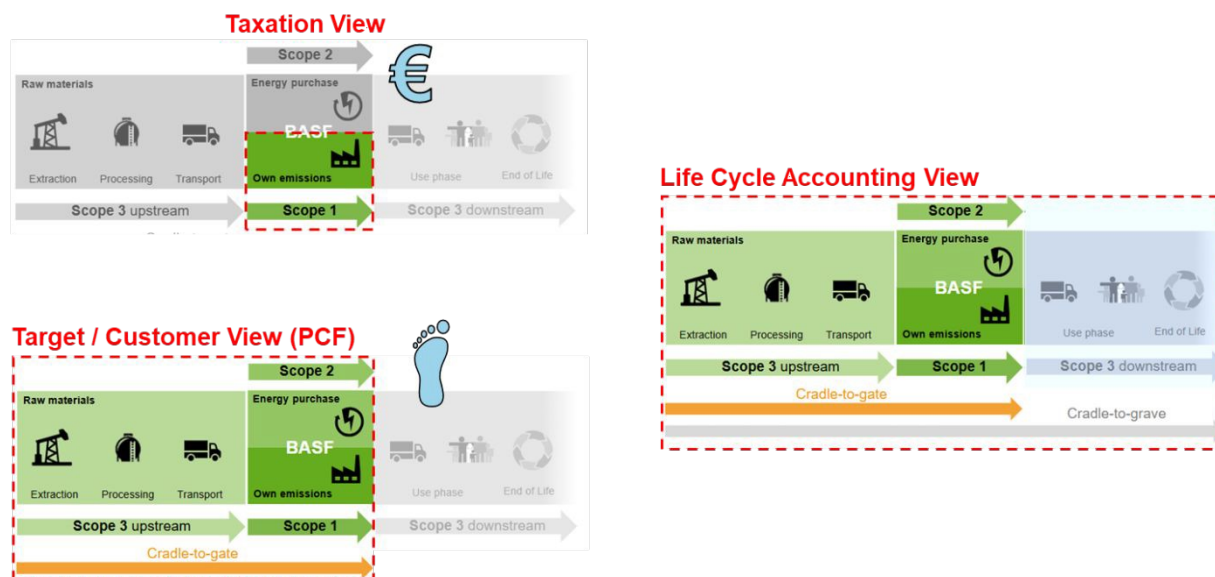 Taxation View
Scope 2
Raw materials
Energy purchase
€
BASF
Extraction
Processing
Transport
Own emissions
Use phase
End of Life
Scope 3 upstream
Scope 1
Scope 3 downstream
Target / Customer View (PCF)
Scope 2
Raw materials
Energy purchase
BASF
Extraction
Processing
Transport
Own emissions
Use phase
End of Life
Scope 3 upstream
Scope 1
Scope 3 downstream
Cradle-to-gate
Life Cycle Accounting View
Scope 2
Raw materials
Energy purchase
BASF
Extraction
Processing
Transport
Own emissions
Use phase
End of Life
Scope 3 upstream
Scope 1
Scope 3 downstream
Cradle-to-gate
Cradle-to-grave